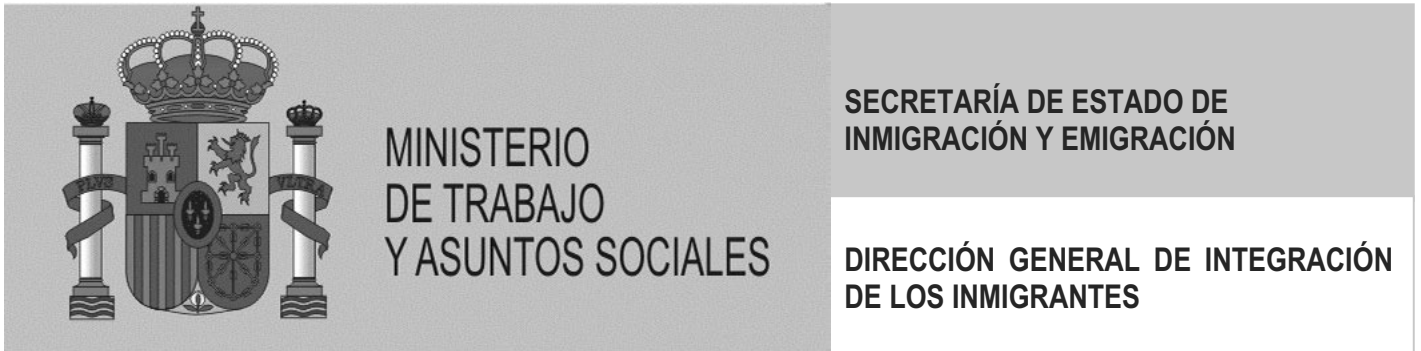 PLVS VLTRA
MINISTERIO
DE TRABAJO
Y ASUNTOS SOCIALES
SECRETARÍA DE ESTADO DE
INMIGRACIÓN Y EMIGRACIÓN
DIRECCIÓN GENERAL DE INTEGRACIÓN
DE LOS INMIGRANTES